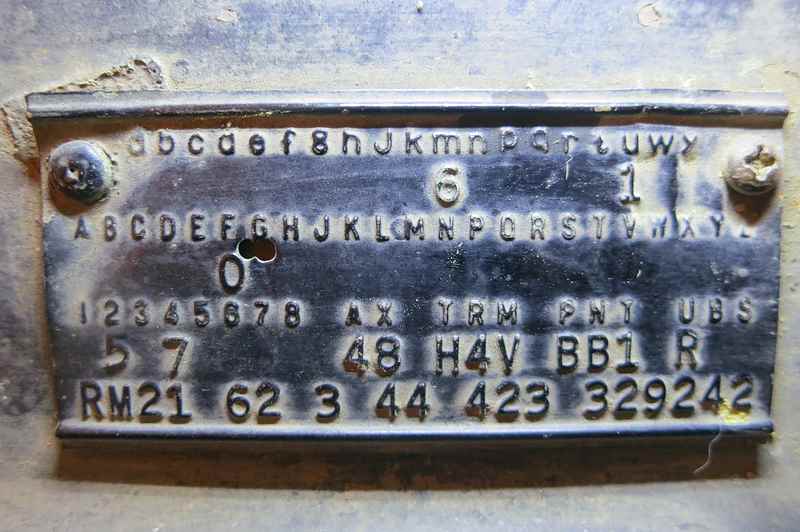 abcdefghJkmnpqrtuwy
6 1
ABCDEFGHJKLMNPQRSTVWXYZ
0
12345678 AX TRM PNT UBS
5 7 48 H4V BB1 R
RM21 62 3 44 423 329242